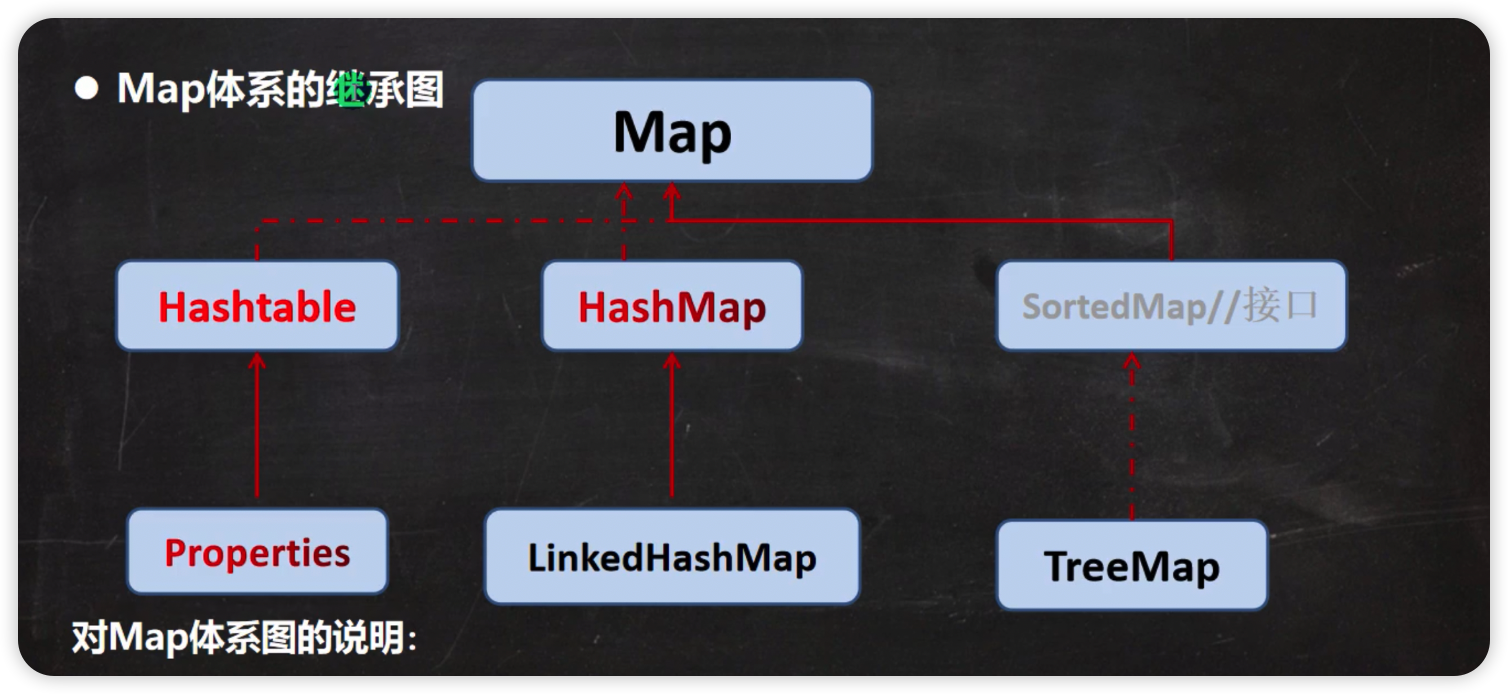 Map体系的继承图
Map
Hashtable
HashMap
SortedMap//接口
Properties
LinkedHashMap
TreeMap
对Map体系图的说明：